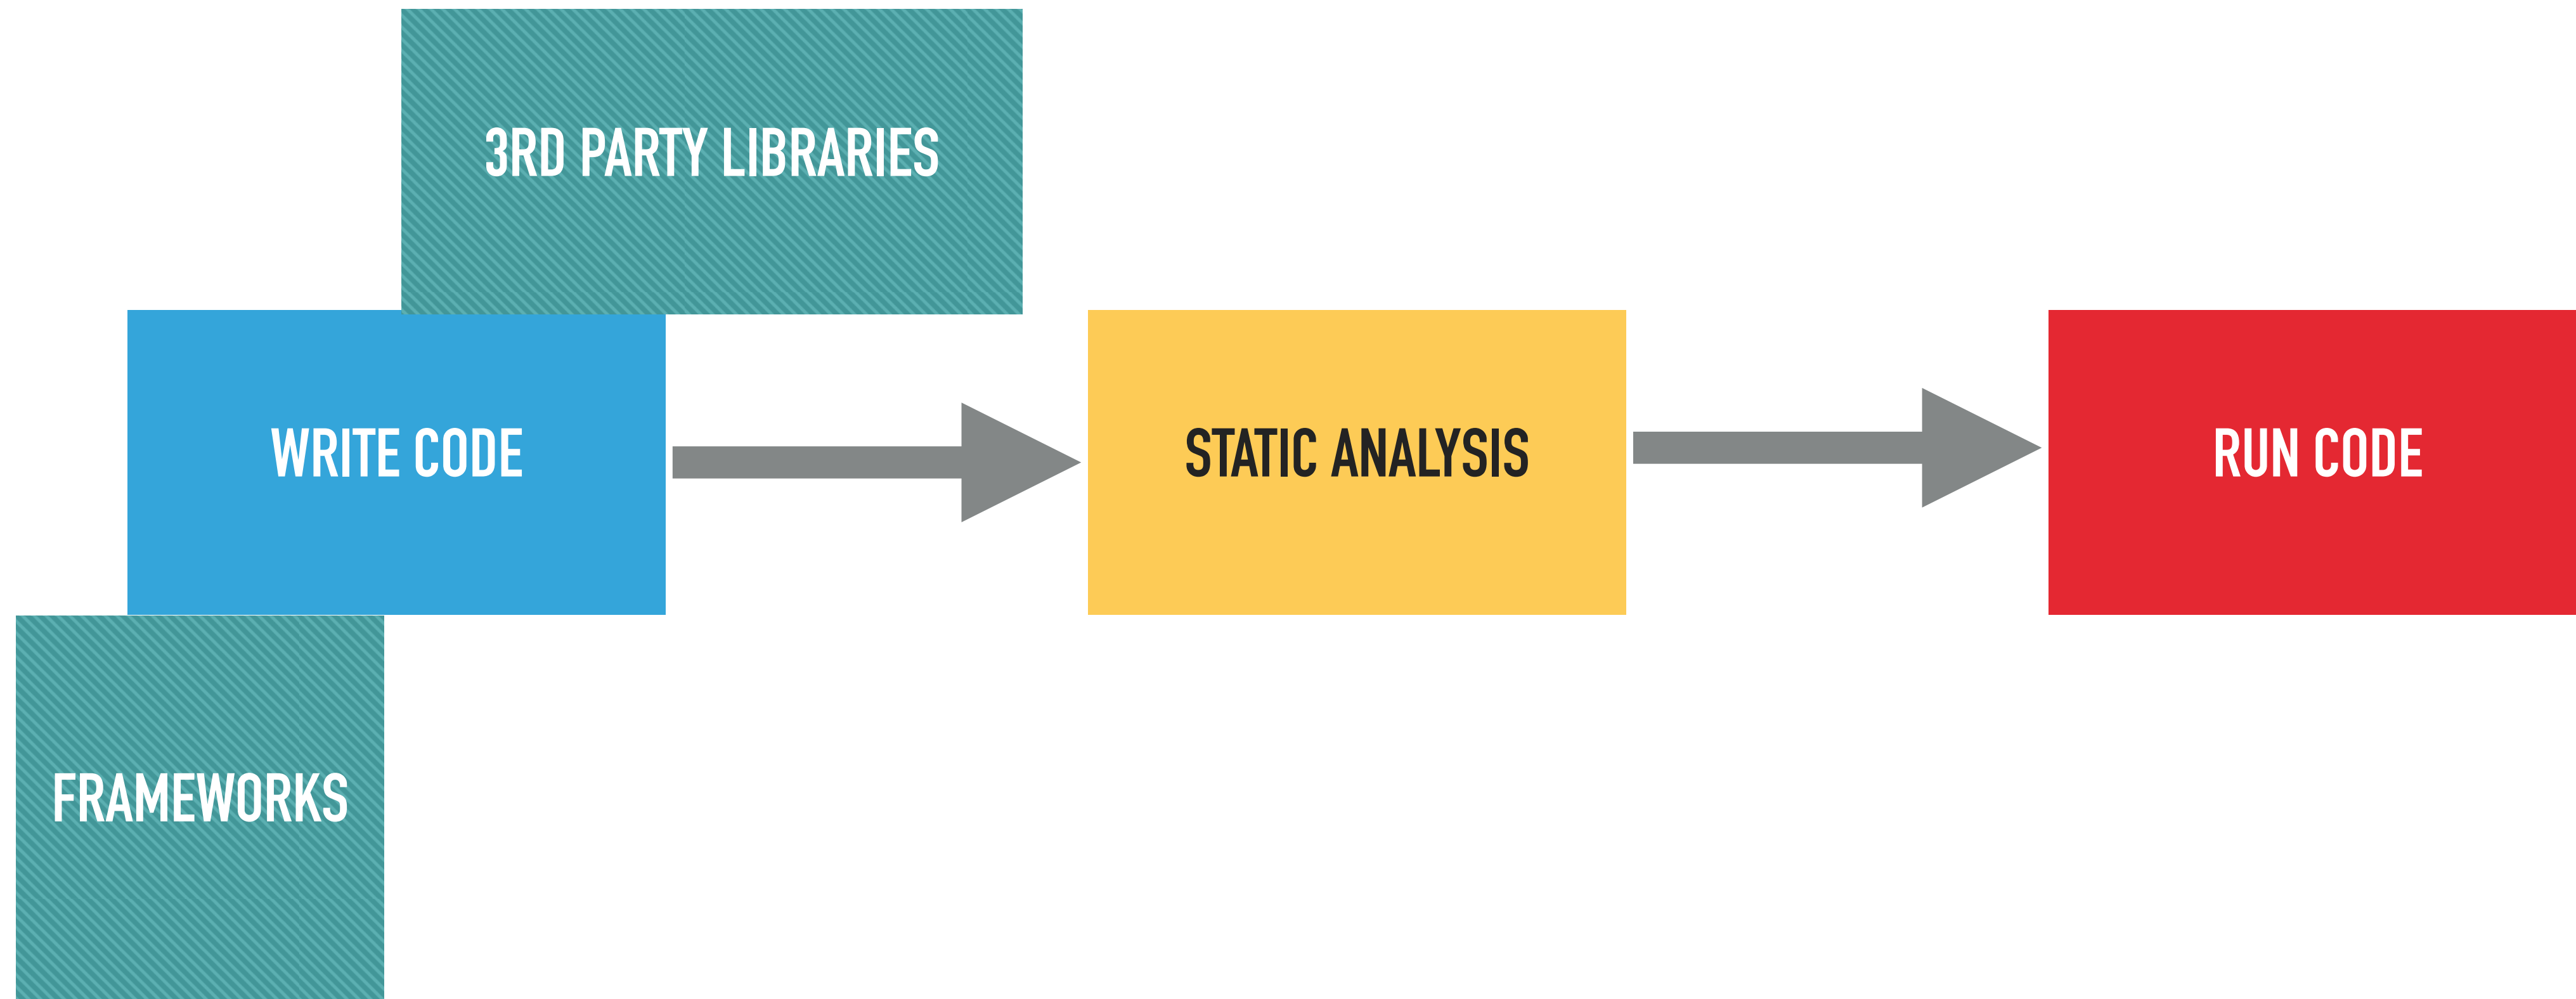 3RD PARTY LIBRARIES
WRITE CODE
STATIC ANALYSIS
RUN CODE
FRAMEWORKS